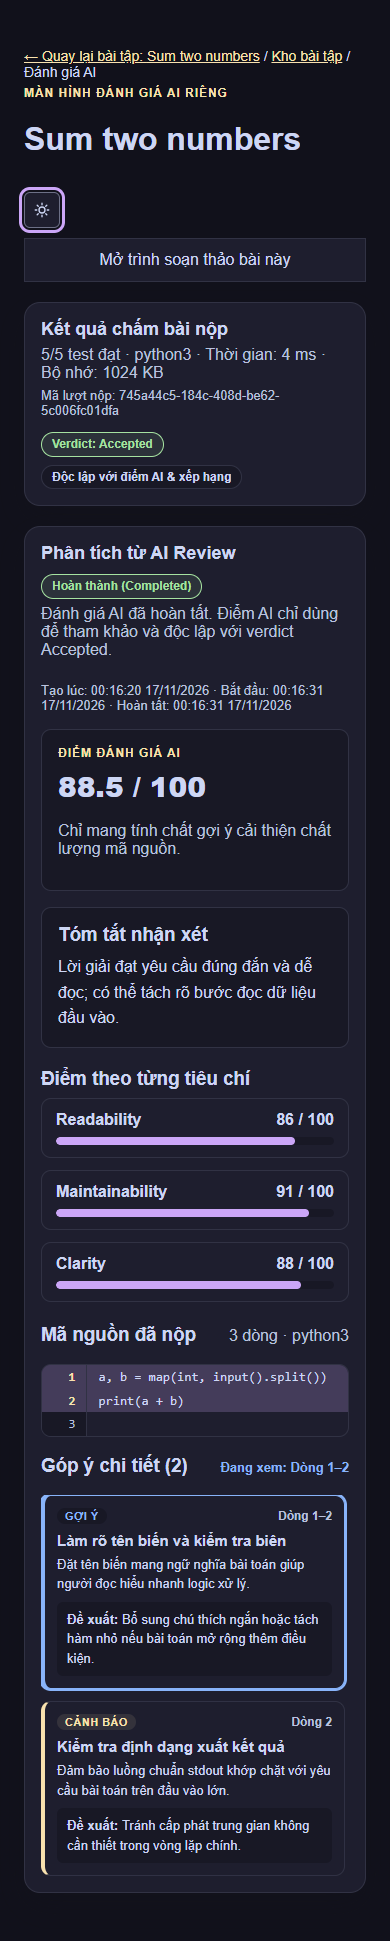 ← Quay lại bài tập: Sum two numbers / Kho bài tập /
Đánh giá AI
MÀN HÌNH ĐÁNH GIÁ AI RIÊNG
Sum two numbers
Mở trình soạn thảo bài này
Kết quả chấm bài nộp
5/5 test đạt · python3 · Thời gian: 4 ms ·
Bộ nhớ: 1024 KB
Mã lượt nộp: 745a44c5-184c-408d-be62-
5c006fc01dfa
Verdict: Accepted
Độc lập với điểm AI & xếp hạng
Phân tích từ AI Review
Hoàn thành (Completed)
Đánh giá AI đã hoàn tất. Điểm AI chỉ dùng
để tham khảo và độc lập với verdict
Accepted.
Tạo lúc: 00:16:20 17/11/2026 · Bắt đầu: 00:16:31
17/11/2026 · Hoàn tất: 00:16:31 17/11/2026
ĐIỂM ĐÁNH GIÁ AI
88.5 / 100
Chỉ mang tính chất gợi ý cải thiện chất
lượng mã nguồn.
Tóm tắt nhận xét
Lời giải đạt yêu cầu đúng đắn và dễ
đọc; có thể tách rõ bước đọc dữ liệu
đầu vào.
Điểm theo từng tiêu chí
Readability 86 / 100
Maintainability 91 / 100
Clarity 88 / 100
Mã nguồn đã nộp 3 dòng · python3
1 a, b = map(int, input().split())
2 print(a + b)
3
Góp ý chi tiết (2) Đang xem: Dòng 1–2
GỢI Ý Dòng 1–2
Làm rõ tên biến và kiểm tra biên
Đặt tên biến mang ngữ nghĩa bài toán giúp
người đọc hiểu nhanh logic xử lý.
Đề xuất: Bổ sung chú thích ngắn hoặc tách
hàm nhỏ nếu bài toán mở rộng thêm điều
kiện.
CẢNH BÁO Dòng 2
Kiểm tra định dạng xuất kết quả
Đảm bảo luồng chuẩn stdout khớp chặt với yêu
cầu bài toán trên đầu vào lớn.
Đề xuất: Tránh cấp phát trung gian không
cần thiết trong vòng lặp chính.